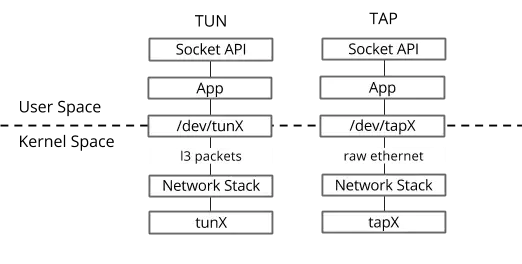 TUN
TAP
Socket API
Socket API
App
App
User Space
/dev/tunX
/dev/tapX
Kernel Space
l3 packets
raw ethernet
Network Stack
Network Stack
tunX
tapX